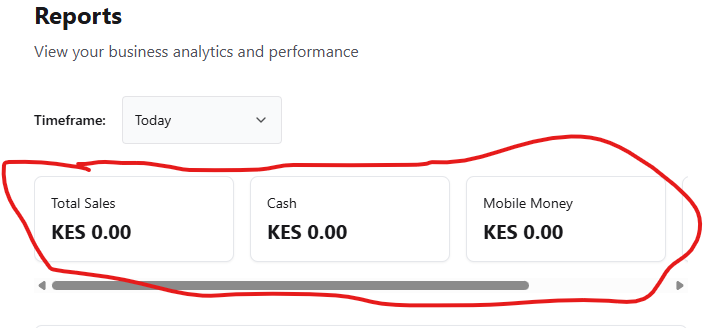 Reports
View your business analytics and performance
Timeframe: Today
Total Sales Cash Mobile Money
KES 0.00 KES 0.00 KES 0.00